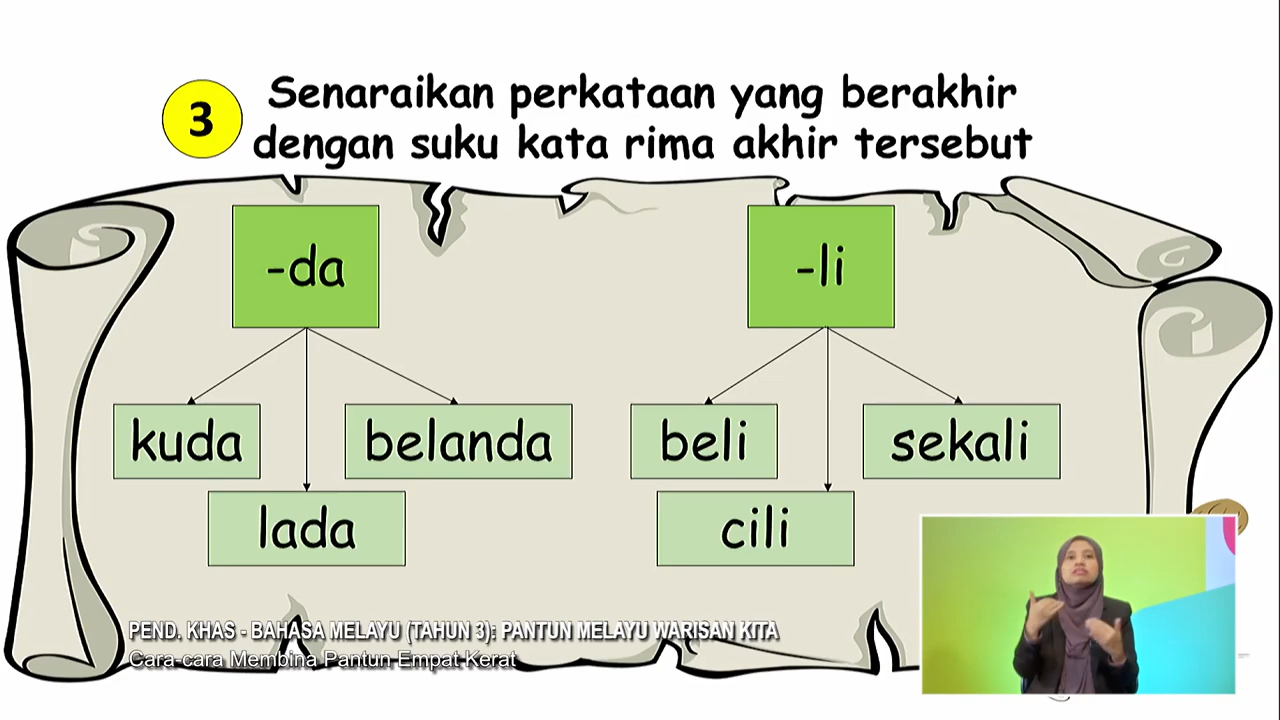 3
Senaraikan perkataan yang berakhir
dengan suku kata rima akhir tersebut
-da
-li
kuda
belanda
beli
sekali
lada
cili
PEND. KHAS - BAHASA MELAYU (TAHUN 3): PANTUN MELAYU WARISAN KITA
Cara-cara Membina Pantun Empat Kerat